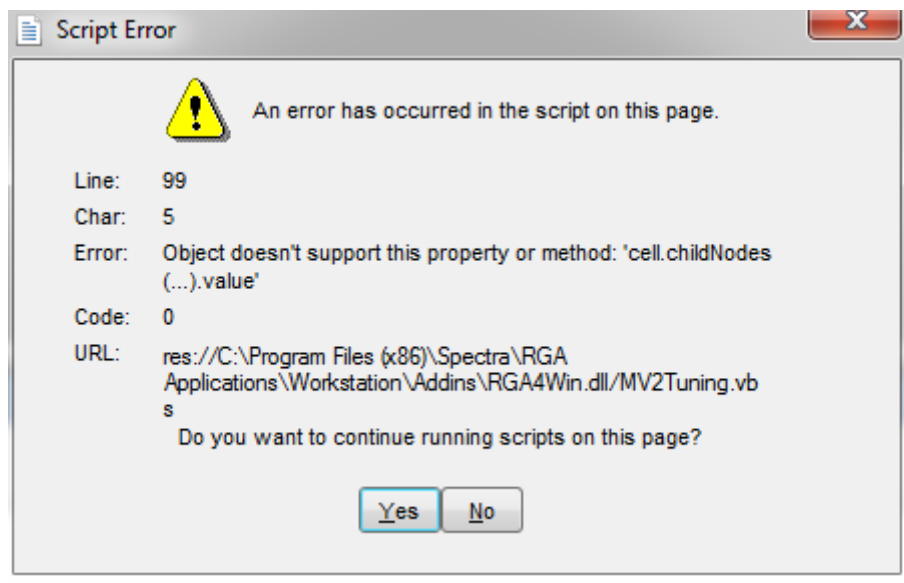 Script Error
An error has occurred in the script on this page.
Line: 99
Char: 5
Error: Object doesn't support this property or method: 'cell.childNodes
(...).value'
Code: 0
URL: res://C:\Program Files (x86)\Spectra\RGA
Applications\Workstation\Addins\RGA4Win.dll/MV2Tuning.vb
s
Do you want to continue running scripts on this page?
Yes No